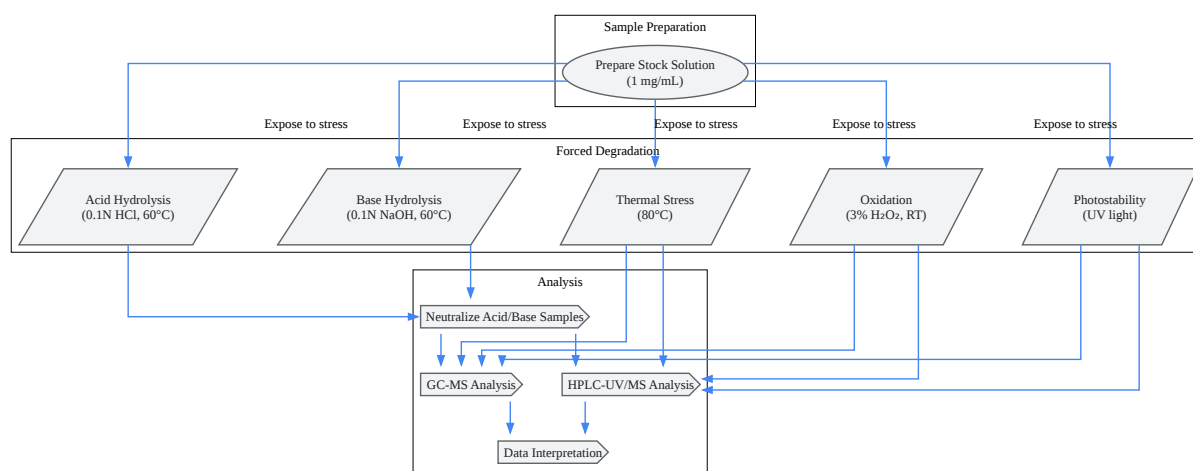 Sample Preparation
Prepare Stock Solution
(1 mg/mL)
Expose to stress
Expose to stress
Expose to stress
Expose to stress
Expose to stress
Forced Degradation
Acid Hydrolysis
(0.1N HCl, 60°C)
Base Hydrolysis
(0.1N NaOH, 60°C)
Thermal Stress
(80°C)
Oxidation
(3% H₂O₂, RT)
Photostability
(UV light)
Analysis
Neutralize Acid/Base Samples
GC-MS Analysis
HPLC-UV/MS Analysis
Data Interpretation